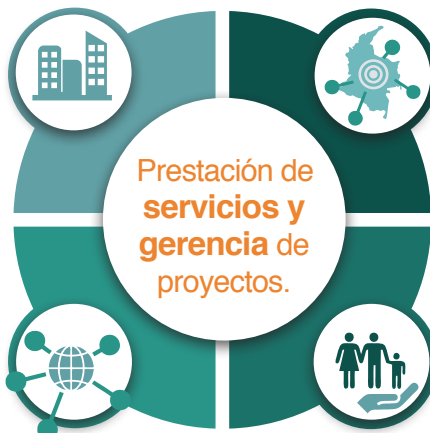 Prestación de
servicios y
gerencia de
proyectos.